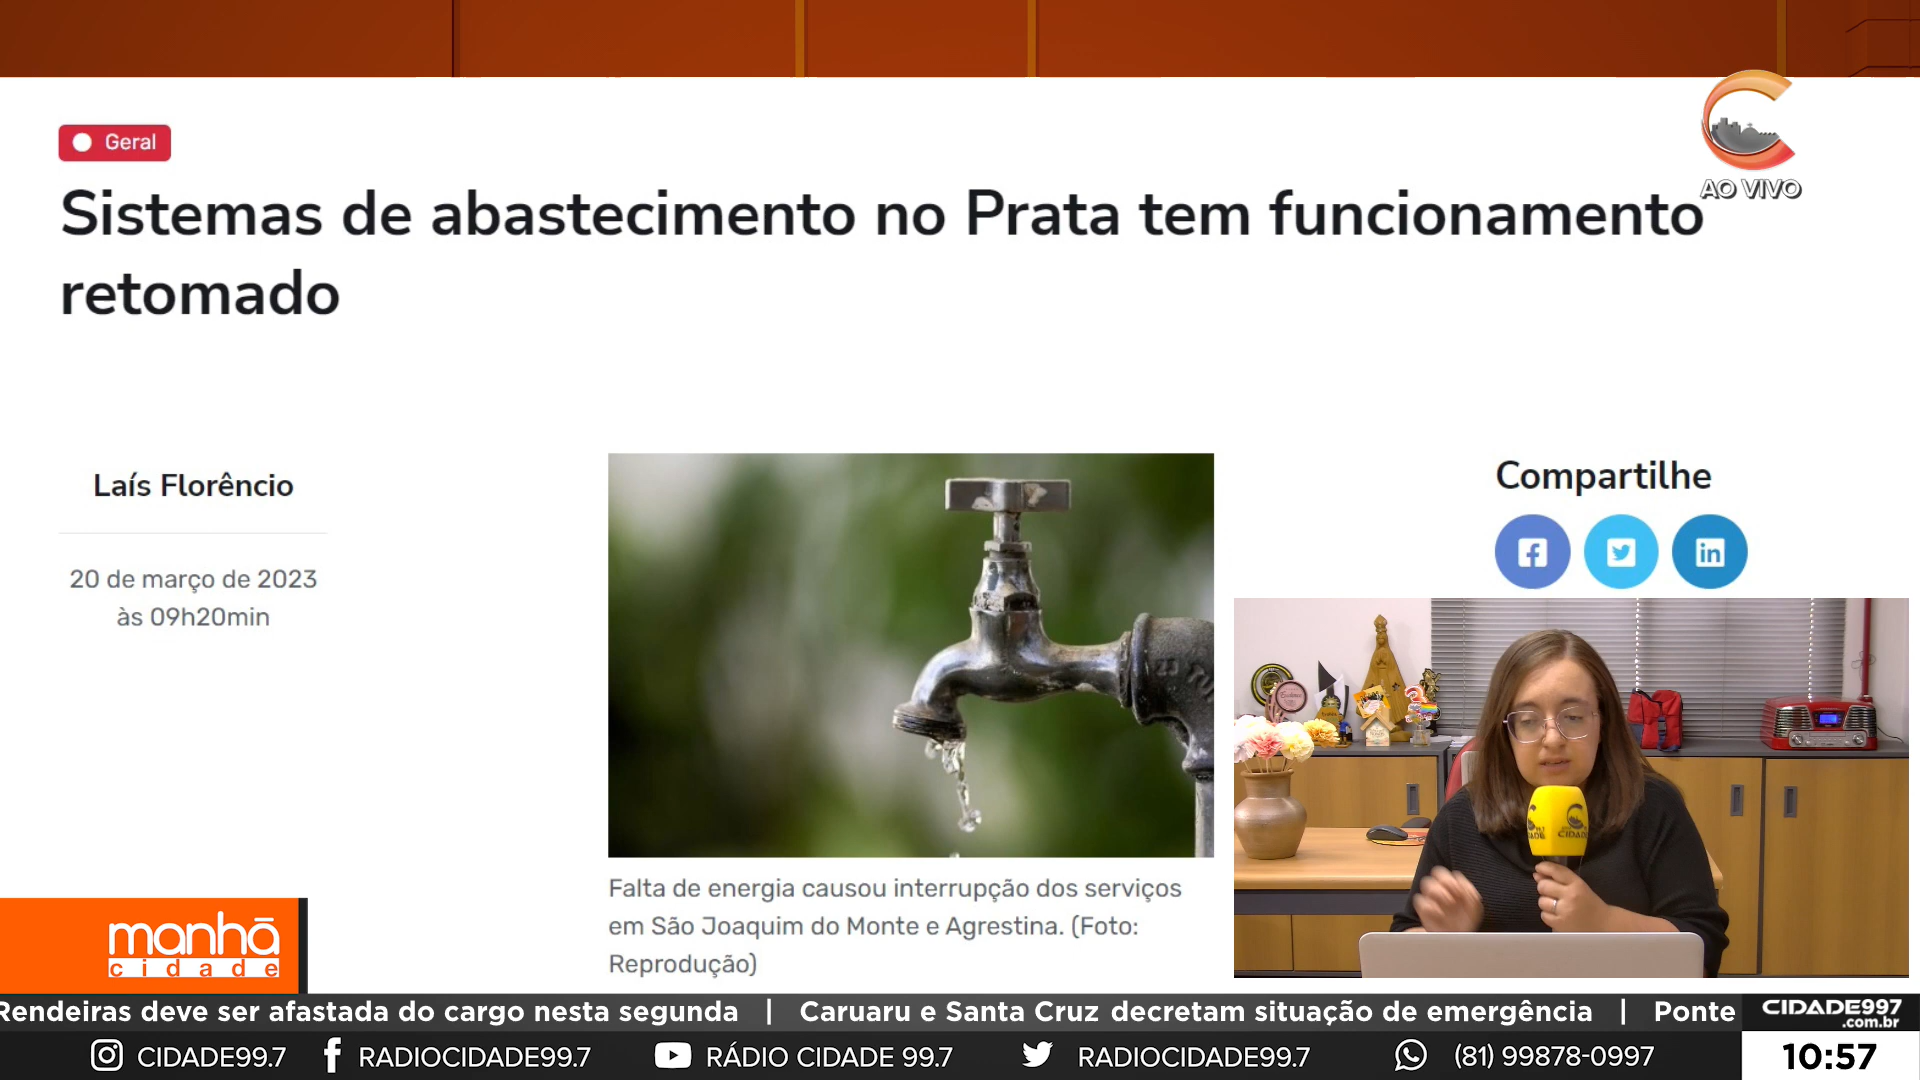 Geral
AO VIVO
Sistemas de abastecimento no Prata tem funcionamento
retomado
Laís Florêncio
20 de março de 2023
às 09h20min
Compartilhe
Falta de energia causou interrupção dos serviços
em São Joaquim do Monte e Agrestina. (Foto:
Reprodução)
CIDADE
manhã
cidade
Rendeiras deve ser afastada do cargo nesta segunda | Caruaru e Santa Cruz decretam situação de emergência | Ponte
CIDADE997
.com.br
CIDADE99.7 RADIOCIDADE99.7 RÁDIO CIDADE 99.7 RADIOCIDADE99.7 (81) 99878-0997
10:57